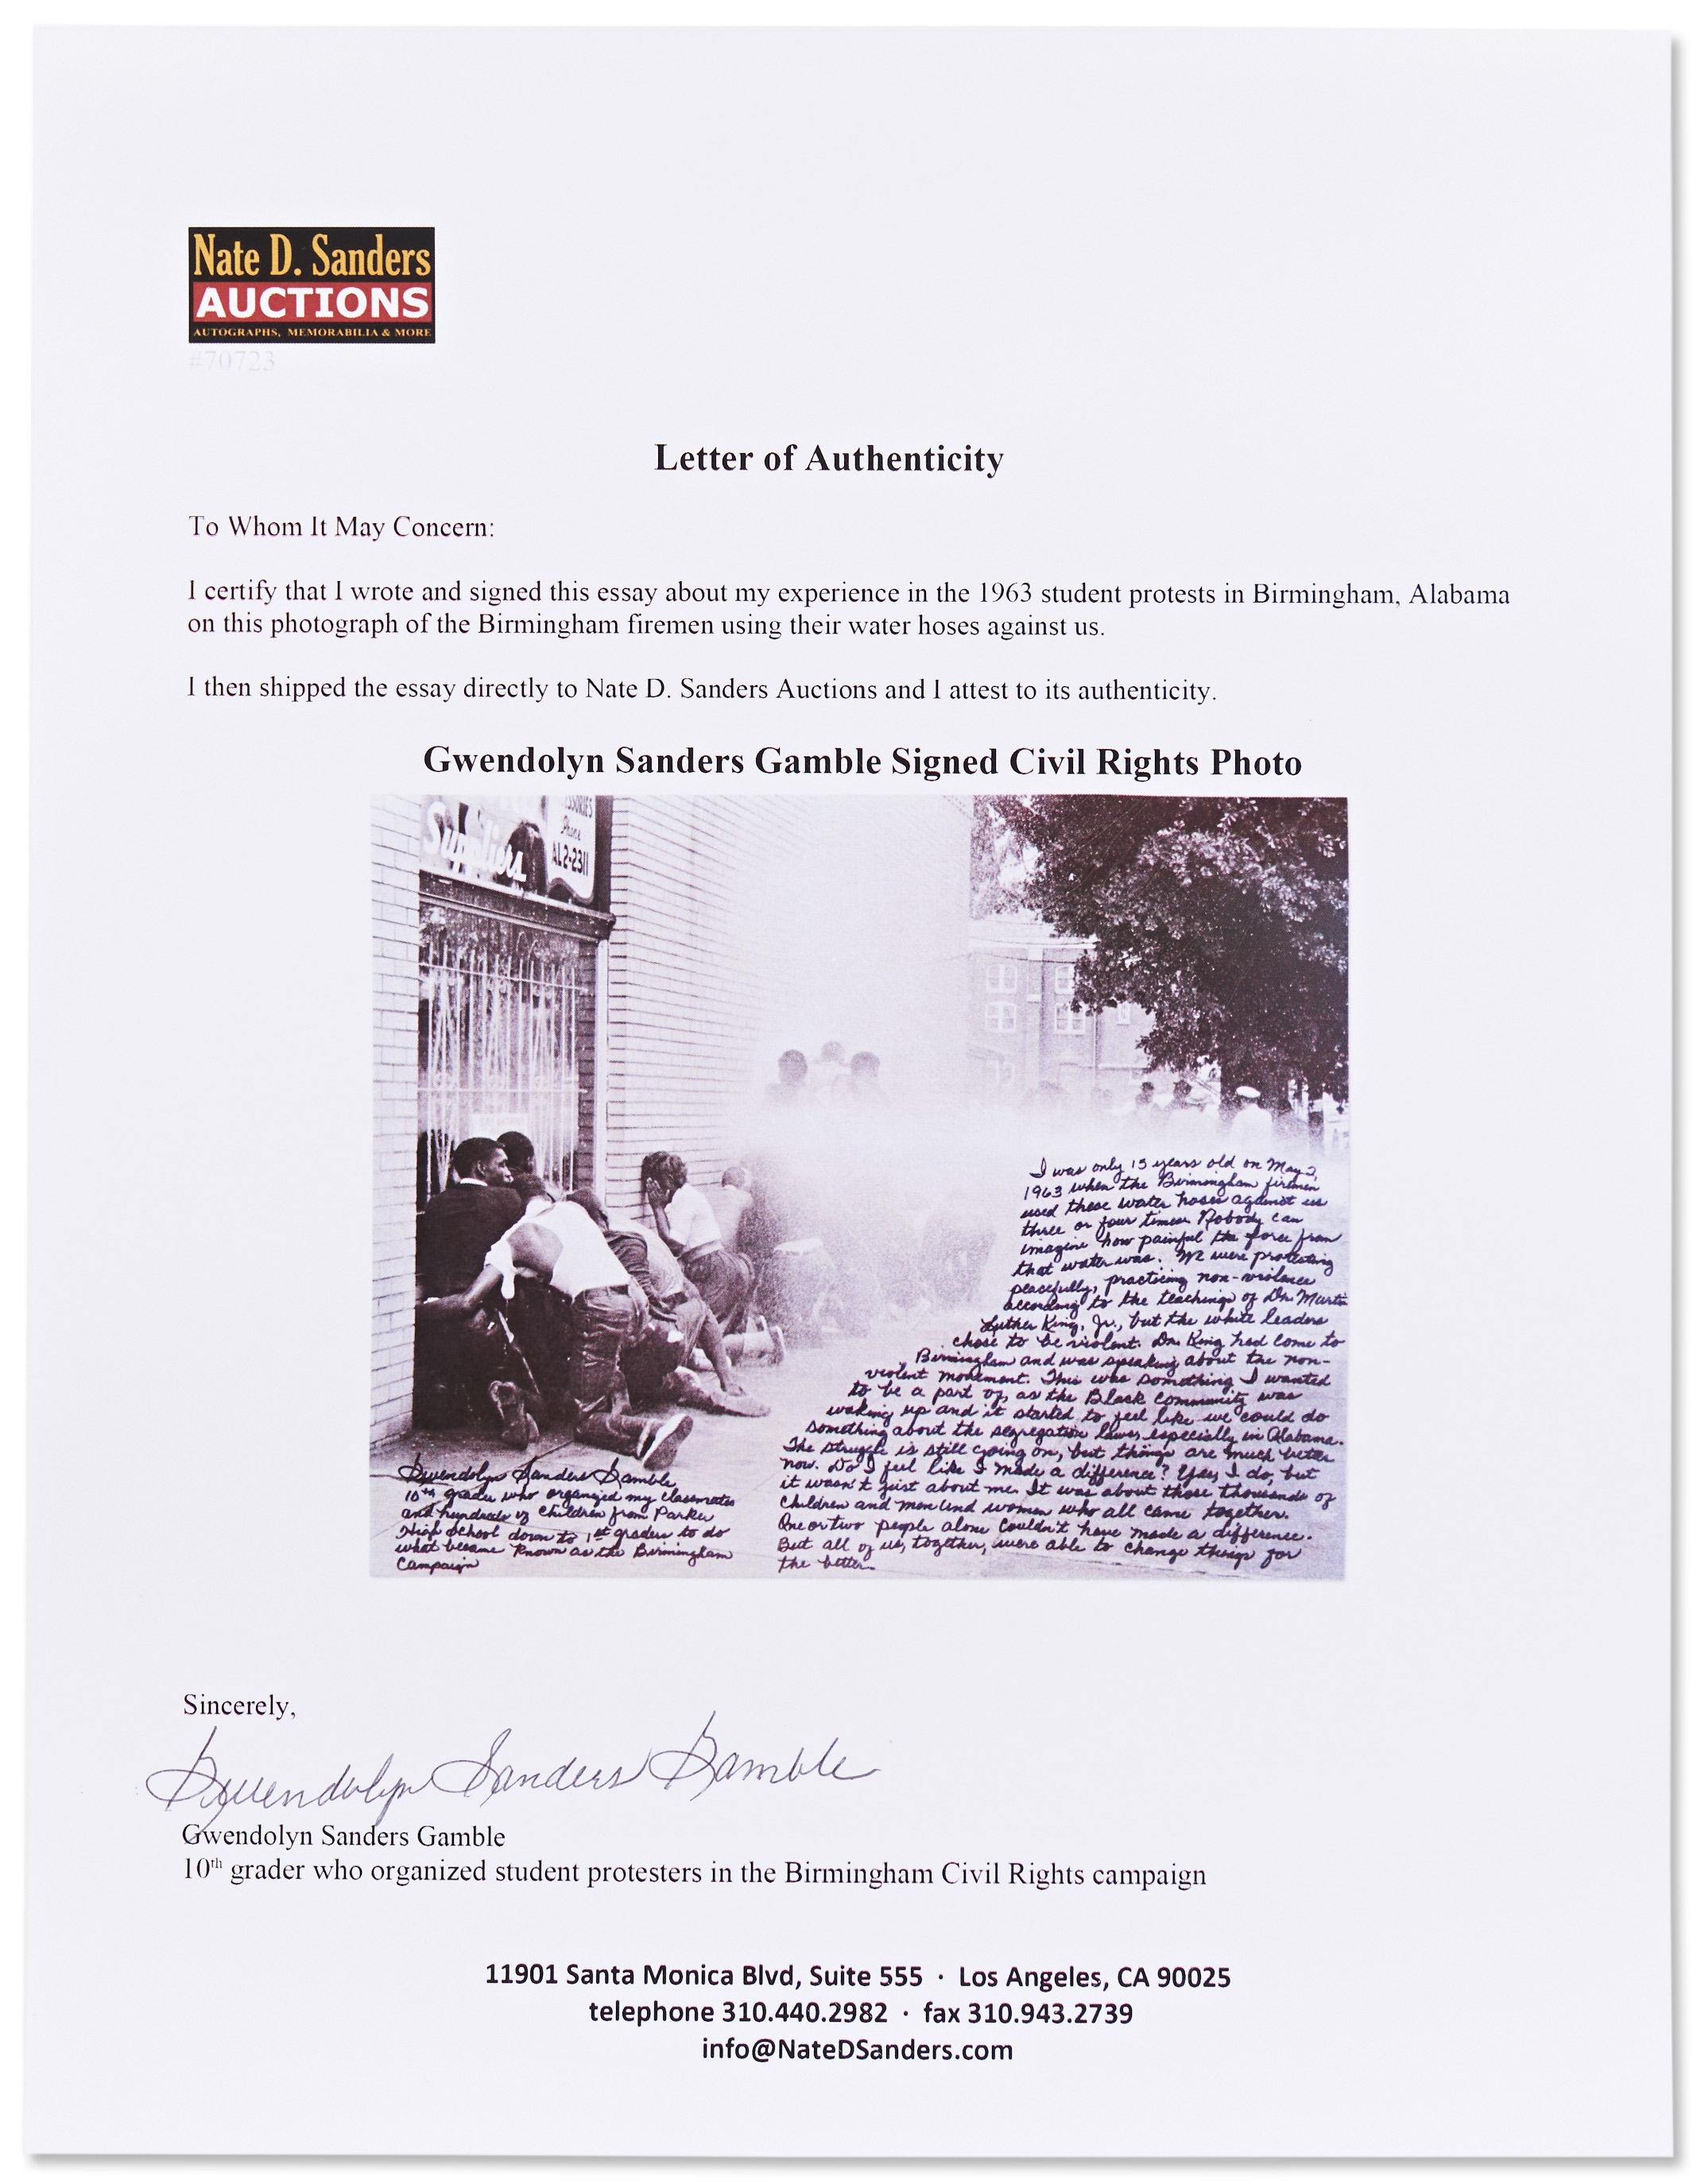 Nate D. Sanders
AUCTIONS
AUTOGRAPHS, MEMORABILIA & MORE
#70723
Letter of Authenticity
To Whom It May Concern:
I certify that I wrote and signed this essay about my experience in the 1963 student protests in Birmingham, Alabama
on this photograph of the Birmingham firemen using their water hoses against us.
I then shipped the essay directly to Nate D. Sanders Auctions and I attest to its authenticity.
Gwendolyn Sanders Gamble Signed Civil Rights Photo
Suppliers
Phone
AL2-2311
I was only 15 years old on May 2,
1963 when the Birmingham firemen
used these water hoses against us
three or four times. Nobody can
imagine how painful the force from
that water was. We were protesting
peacefully, practicing non-violence
according to the teachings of Dr. Martin
Luther King, Jr., but the white leaders
chose to be violent. Dr. King had come to
Birmingham and was speaking about the non-
violent movement. This was something I wanted
to be a part of, as the Black Community was
waking up and it started to feel like we could do
something about the segregation laws, especially in Alabama.
The struggle is still going on, but things are much better
now. Do I feel like I made a difference? Yes, I do, but
it wasn't just about me. It was about those thousands of
Children and men and women who all came together.
One or two people alone couldn't have made a difference.
But all of us, together, were able to change things for
the better.
Gwendolyn Sanders Gamble
10th grader who organized my classmates
and hundreds of children from Parker
High School down to 1st graders to do
what became known as the Birmingham
Campaign
Sincerely,
Gwendolyn Sanders Gamble
Gwendolyn Sanders Gamble
10th grader who organized student protesters in the Birmingham Civil Rights campaign
11901 Santa Monica Blvd, Suite 555 · Los Angeles, CA 90025
telephone 310.440.2982 · fax 310.943.2739
info@NateDSanders.com